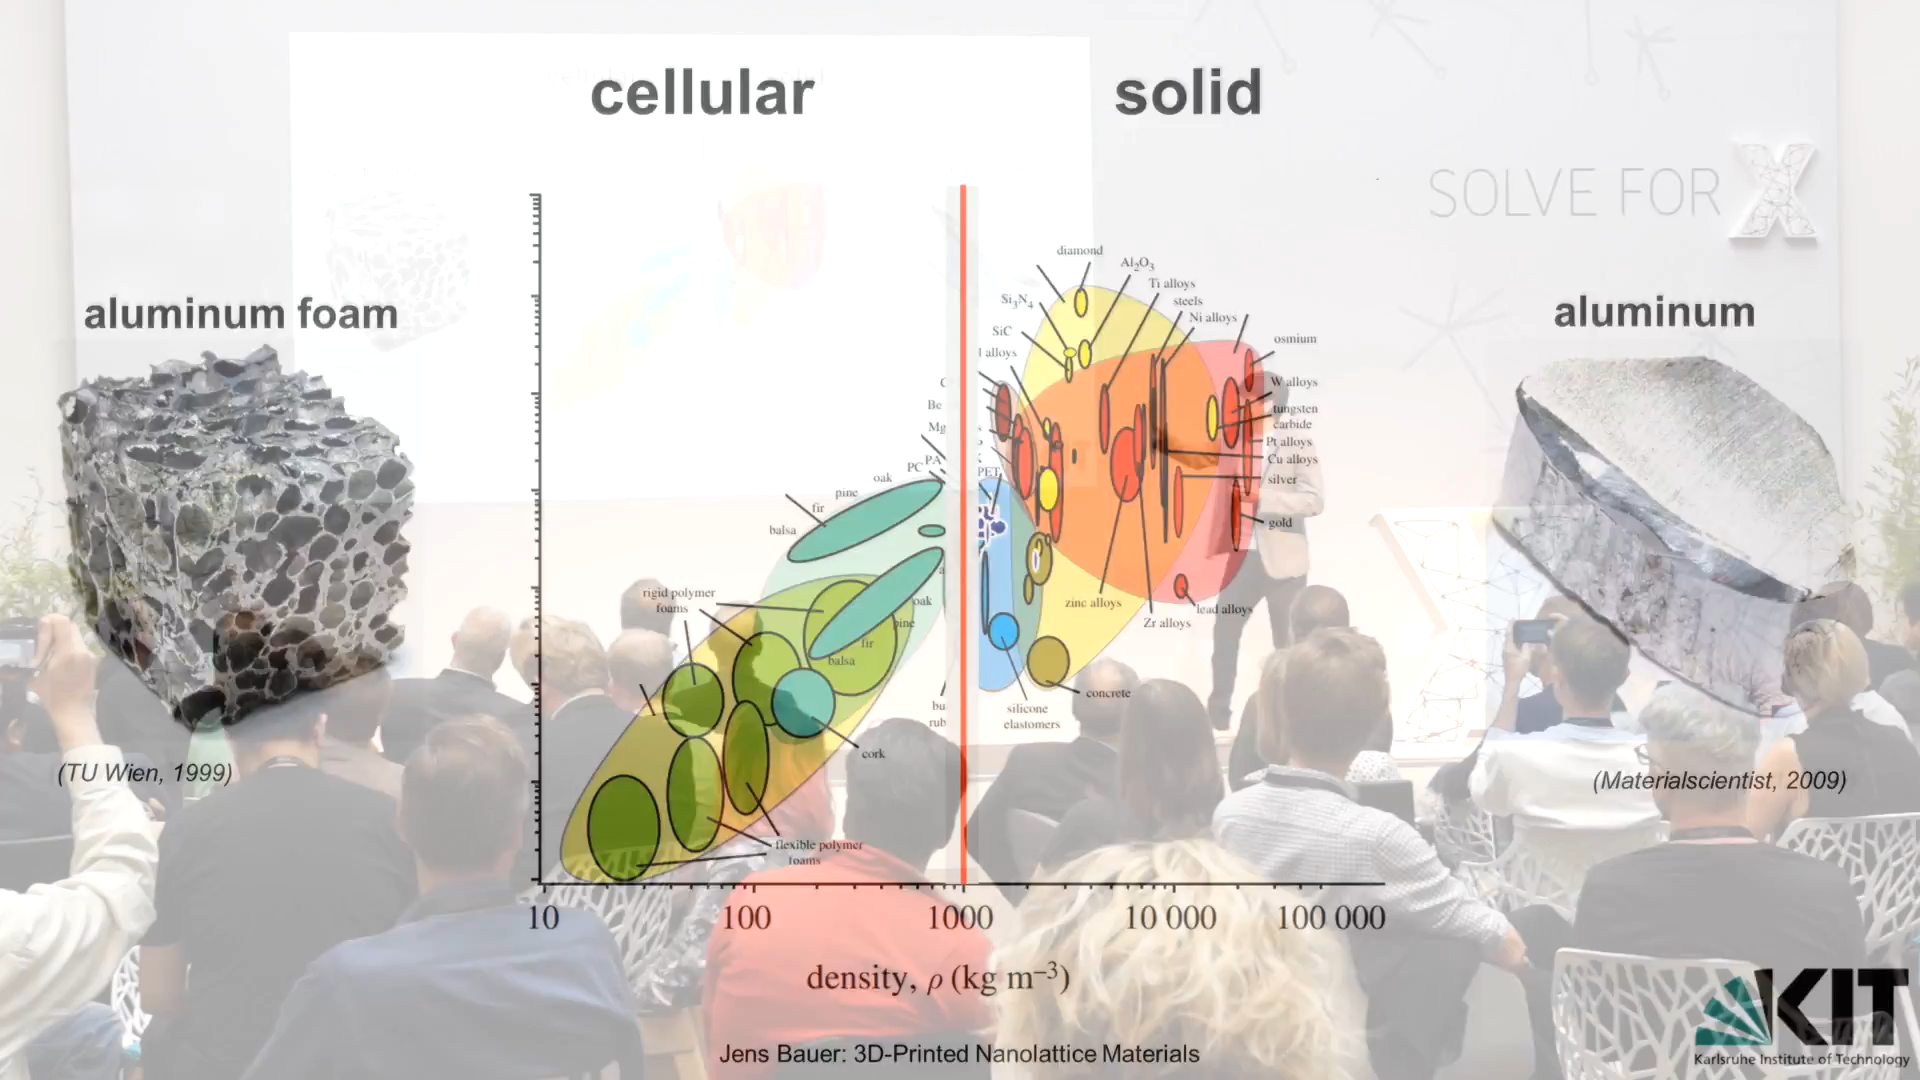 cellular
solid
SOLVE FOR X
aluminum foam
aluminum
diamond
Al2O3
Ti alloys
steels
Ni alloys
Si3N4
SiC
l alloys
osmium
W alloys
tungsten
carbide
Pt alloys
Cu alloys
silver
gold
Be
Mg
PC
PA
PET
oak
pine
fir
balsa
rigid polymer
foams
oak
pine
fir
balsa
zinc alloys
Zr alloys
lead alloys
concrete
silicone
elastomers
bu
rub
cork
flexible polymer
foams
(TU Wien, 1999)
(Materialscientist, 2009)
10
100
1000
10 000
100 000
density, ρ (kg m–3)
KIT
Karlsruhe Institute of Technology
Jens Bauer: 3D-Printed Nanolattice Materials